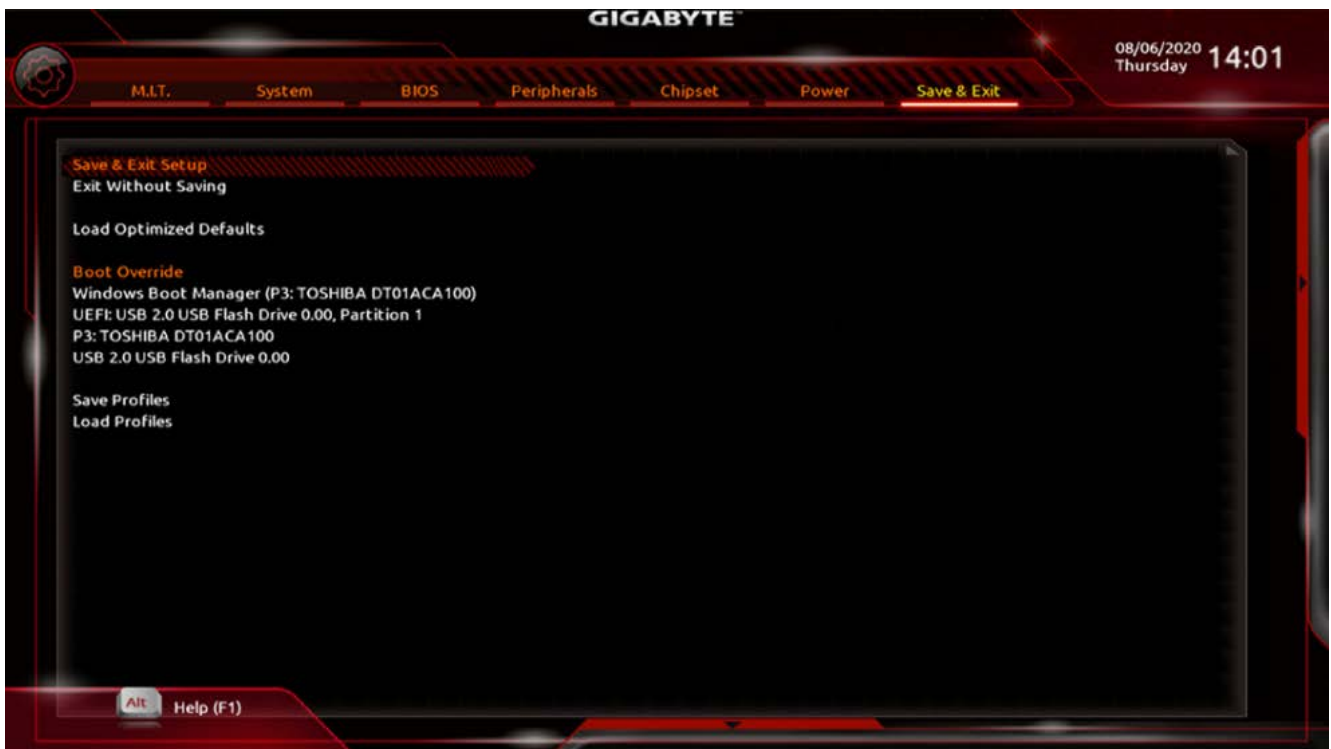 GIGABYTE™
08/06/2020 14:01
Thursday
M.I.T. System BIOS Peripherals Chipset Power Save & Exit
Save & Exit Setup
Exit Without Saving
Load Optimized Defaults
Boot Override
Windows Boot Manager (P3: TOSHIBA DT01ACA100)
UEFI: USB 2.0 USB Flash Drive 0.00, Partition 1
P3: TOSHIBA DT01ACA100
USB 2.0 USB Flash Drive 0.00
Save Profiles
Load Profiles
Alt Help (F1)